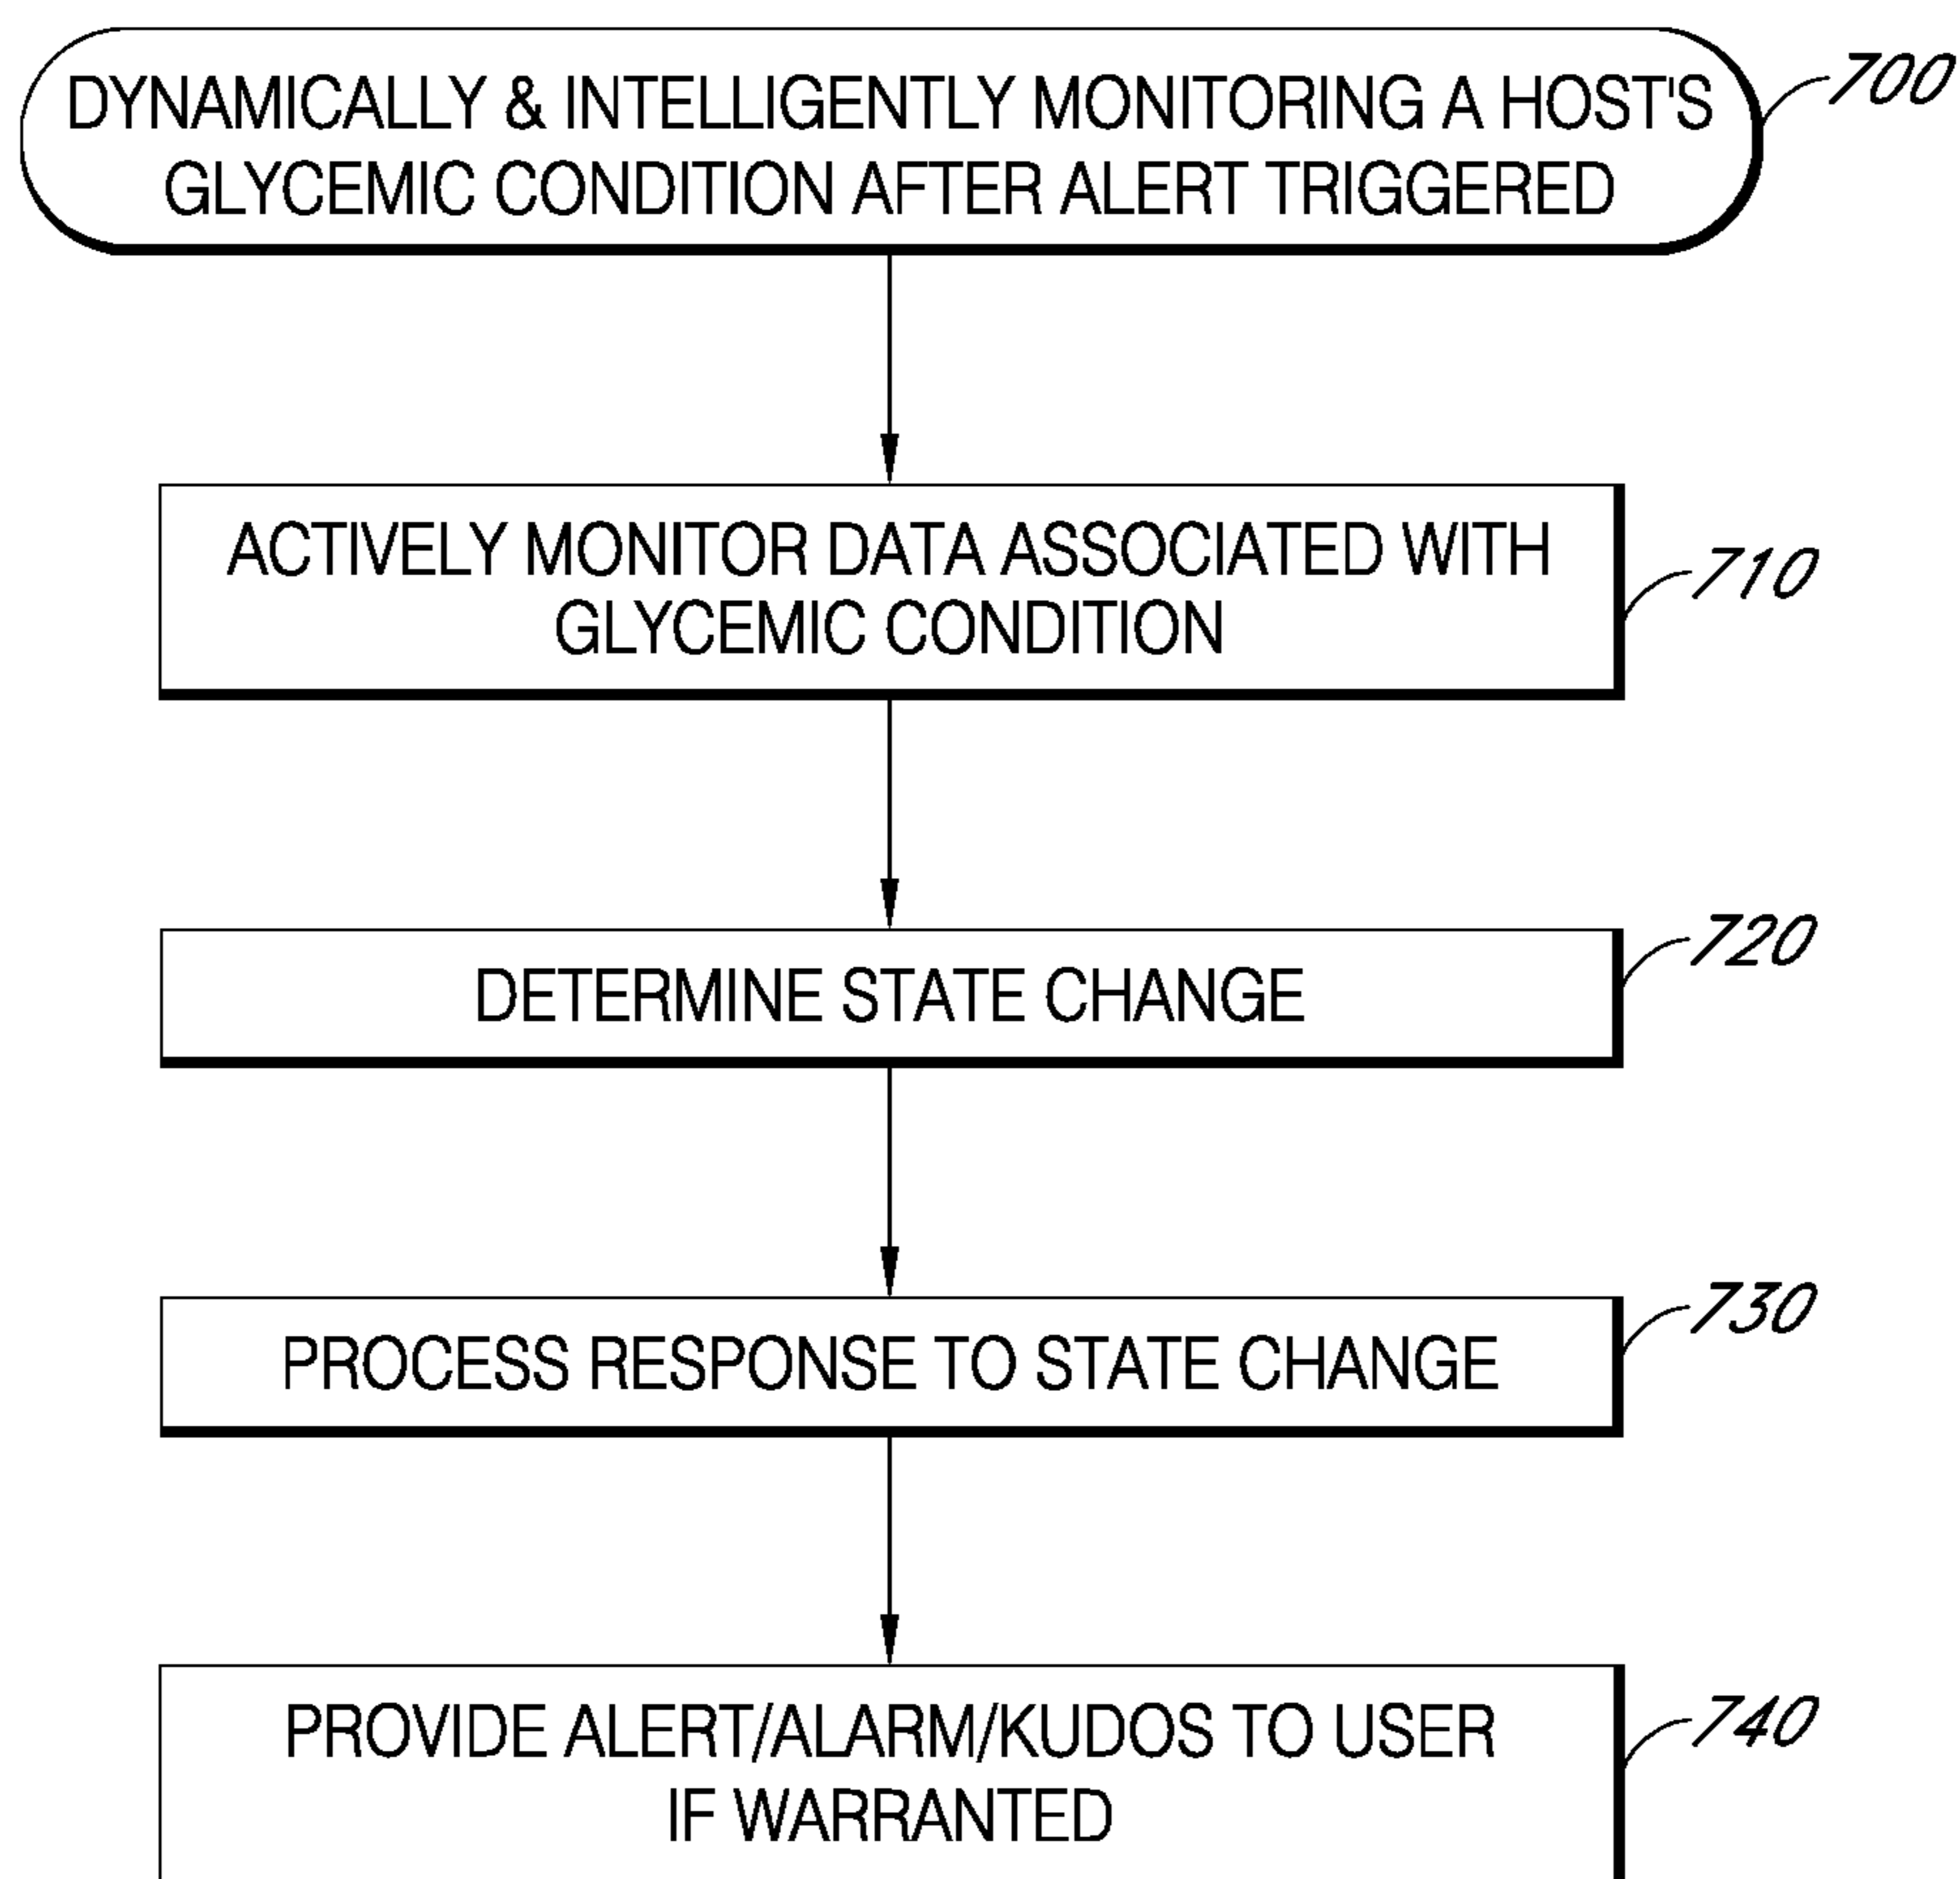 DYNAMICALLY & INTELLIGENTLY MONITORING A HOST'S
GLYCEMIC CONDITION AFTER ALERT TRIGGERED
700
ACTIVELY MONITOR DATA ASSOCIATED WITH
GLYCEMIC CONDITION
710
DETERMINE STATE CHANGE
720
PROCESS RESPONSE TO STATE CHANGE
730
PROVIDE ALERT/ALARM/KUDOS TO USER
IF WARRANTED
740